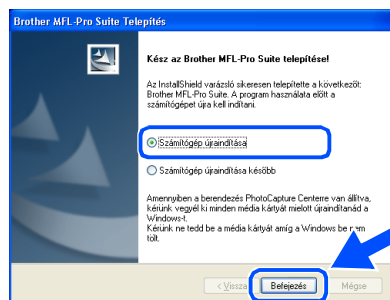 Brother MFL-Pro Suite Telepítés
Kész az Brother MFL-Pro Suite telepítése!
Az InstallShield varázsló sikeresen telepítette a következőt:
Brother MFL-Pro Suite. A program használata előtt a
számítógépet újra kell indítani.
Számítógép újraindítása
Számítógép újraindítása később
Amennyiben a berendezés PhotoCapture Centerre van állítva,
kérünk vegyél ki minden média kártyát mielott újraindítanád a
Windows-t.
Kérünk ne tedd be a média kártyát amíg a Windows be nem
tölt.
< Vissza
Befejezés
Mégse